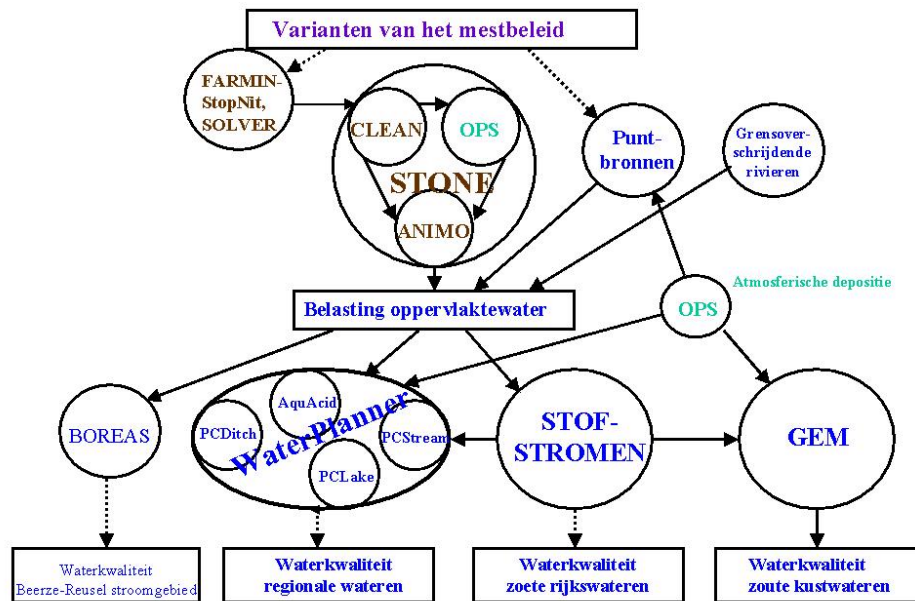 Varianten van het mestbeleid
FARMIN-
StopNit,
SOLVER
CLEAN
OPS
STONE
ANIMO
Punt-
bronnen
Grensover-
schrijdende
rivieren
Belasting oppervlaktewater
Atmosferische depositie
OPS
BOREAS
AquAcid
PCDitch
PCStream
WaterPlanner
PCLake
STOF-
STROMEN
GEM
Waterkwaliteit
Beerze-Reusel stroomgebied
Waterkwaliteit
regionale wateren
Waterkwaliteit
zoete rijkswateren
Waterkwaliteit
zoute kustwateren